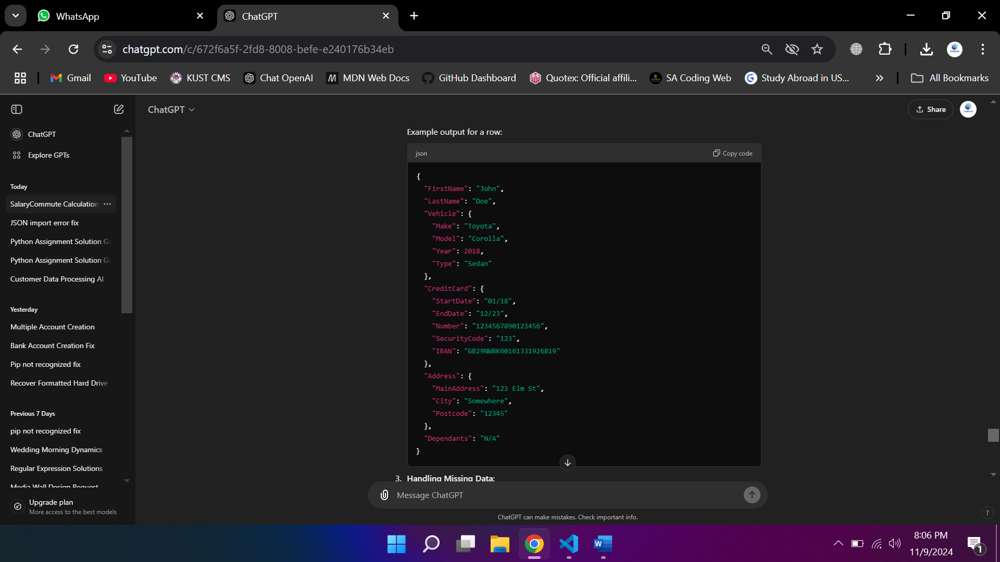 WhatsApp
ChatGPT
chatgpt.com/c/672f6a5f-2fd8-8008-befe-e240176b34eb
Gmail
YouTube
KUST CMS
Chat OpenAI
MDN Web Docs
GitHub Dashboard
Quotex: Official affili...
SA Coding Web
Study Abroad in US...
All Bookmarks
ChatGPT
Share
ChatGPT
Explore GPTs
Today
SalaryCommute Calculation
JSON import error fix
Python Assignment Solution Gu
Python Assignment Solution Gu
Customer Data Processing AI
Yesterday
Multiple Account Creation
Bank Account Creation Fix
Pip not recognized fix
Recover Formatted Hard Drive
Previous 7 Days
pip not recognized fix
Wedding Morning Dynamics
Regular Expression Solutions
Media Wall Design Request
Upgrade plan
More access to the best models
Example output for a row:
json
Copy code
{
"FirstName": "John",
"LastName": "Doe",
"Vehicle": {
"Make": "Toyota",
"Model": "Corolla",
"Year": 2018,
"Type": "Sedan"
},
"CreditCard": {
"StartDate": "01/18",
"EndDate": "12/23",
"Number": "1234567890123456",
"SecurityCode": "123",
"IBAN": "GB29NWBK60161331926819"
},
"Address": {
"MainAddress": "123 Elm St",
"City": "Somewhere",
"Postcode": "12345"
},
"Dependants": "N/A"
}
3. Handling Missing Data:
Message ChatGPT
ChatGPT can make mistakes. Check important info.
?
8:06 PM
11/9/2024
1